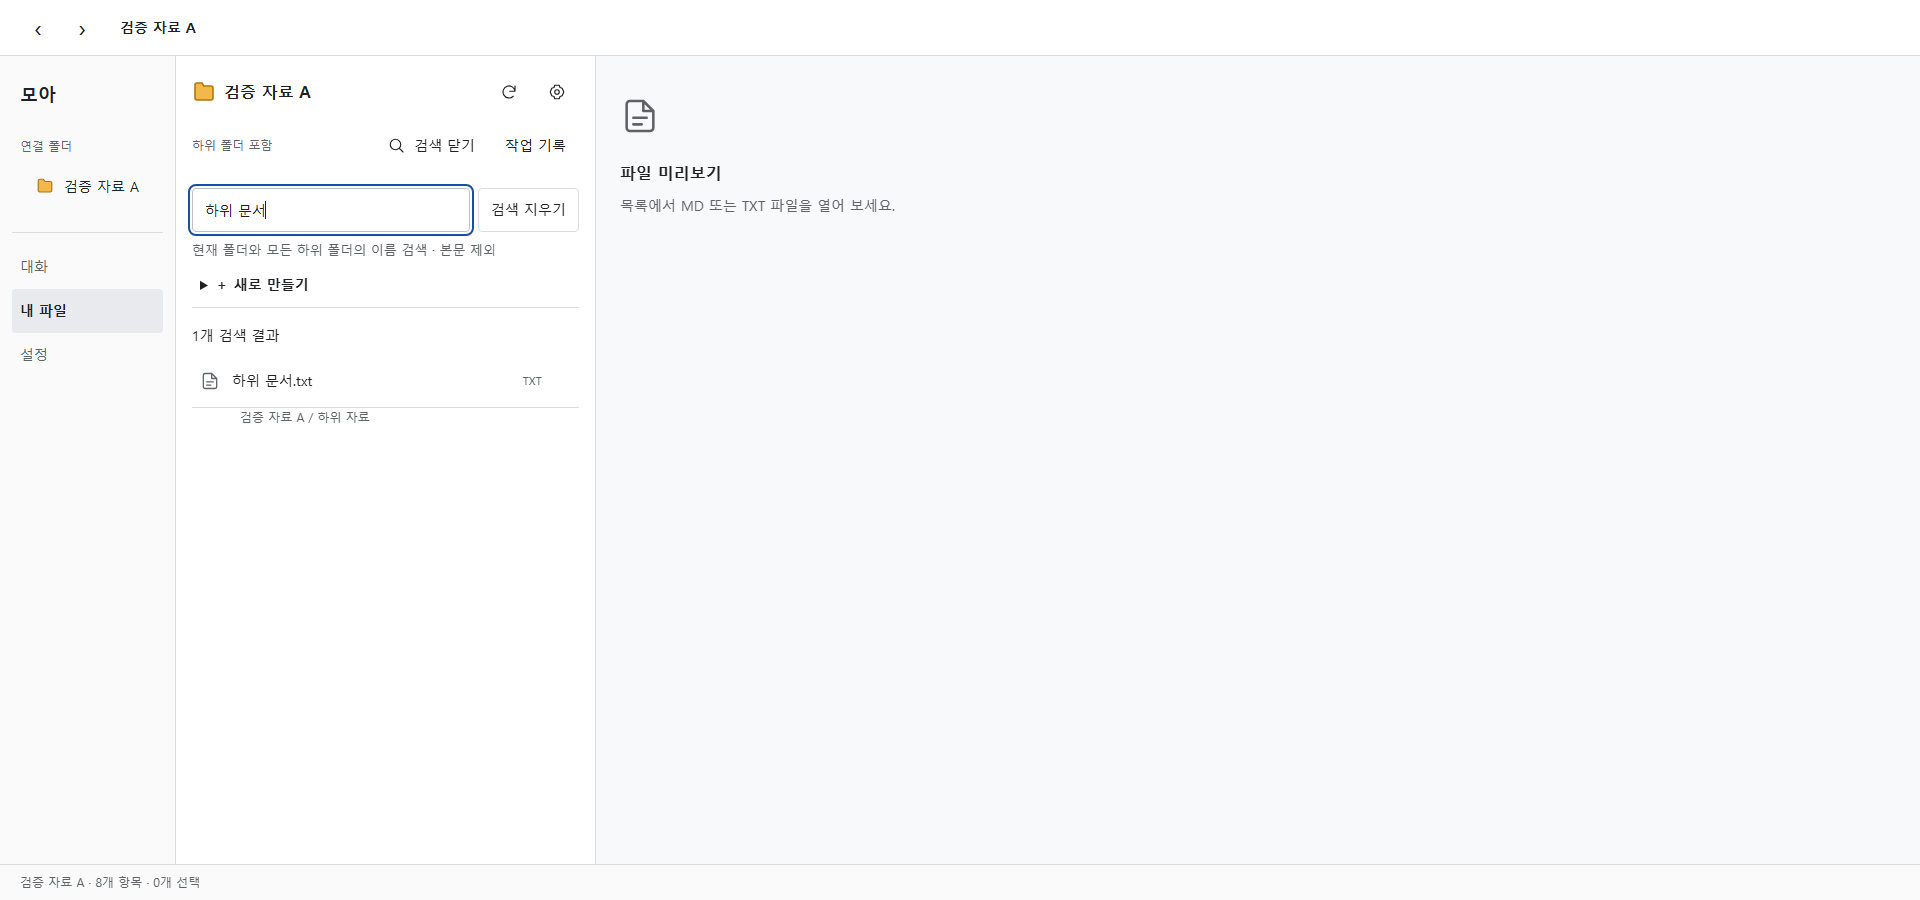 검증 자료 A
모아
연결 폴더
검증 자료 A
대화
내 파일
설정
검증 자료 A
하위 폴더 포함
검색 닫기
작업 기록
하위 문서
검색 지우기
현재 폴더와 모든 하위 폴더의 이름 검색 · 본문 제외
+ 새로 만들기
1개 검색 결과
하위 문서.txt
TXT
검증 자료 A / 하위 자료
파일 미리보기
목록에서 MD 또는 TXT 파일을 열어 보세요.
검증 자료 A · 8개 항목 · 0개 선택